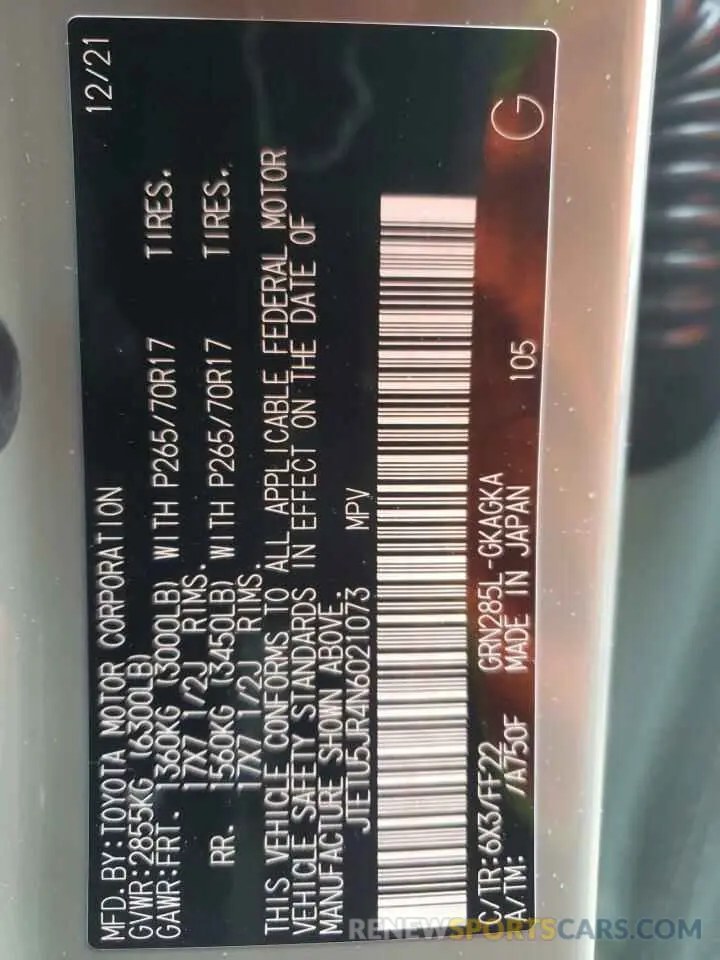 MFD. BY: TOYOTA MOTOR CORPORATION 12/21
GVWR: 2855KG (6300LB)
GAWR: FRT. 1360KG (3000LB) WITH P265/70R17 TIRES.
17X7 1/2J RIMS.
RR. 1560KG (3450LB) WITH P265/70R17 TIRES.
17X7 1/2J RIMS.
THIS VEHICLE CONFORMS TO ALL APPLICABLE FEDERAL MOTOR
VEHICLE SAFETY STANDARDS IN EFFECT ON THE DATE OF
MANUFACTURE SHOWN ABOVE.
JTETU5JR4N6021073 MPV
C/TR: 6X3/FF22 GRN285L-GKAGKA
A/TM: /A750F MADE IN JAPAN 105 G
RENEWSPORTSCARS.COM